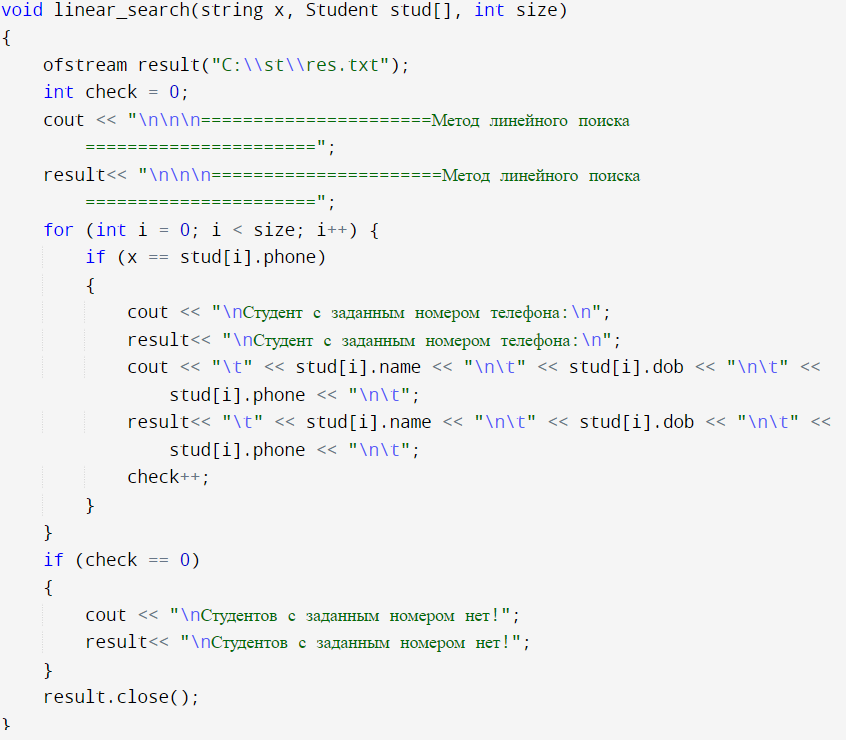 void linear_search(string x, Student stud[], int size)
{
    ofstream result("C:\\st\\res.txt");
    int check = 0;
    cout << "\n\n\n======================Метод линейного поиска
        ======================";
    result<< "\n\n\n======================Метод линейного поиска
        ======================";
    for (int i = 0; i < size; i++) {
        if (x == stud[i].phone)
        {
            cout << "\nСтудент с заданным номером телефона:\n";
            result<< "\nСтудент с заданным номером телефона:\n";
            cout << "\t" << stud[i].name << "\n\t" << stud[i].dob << "\n\t" <<
                stud[i].phone << "\n\t";
            result<< "\t" << stud[i].name << "\n\t" << stud[i].dob << "\n\t" <<
                stud[i].phone << "\n\t";
            check++;
        }
    }
    if (check == 0)
    {
        cout << "\nСтудентов с заданным номером нет!";
        result<< "\nСтудентов с заданным номером нет!";
    }
    result.close();
}